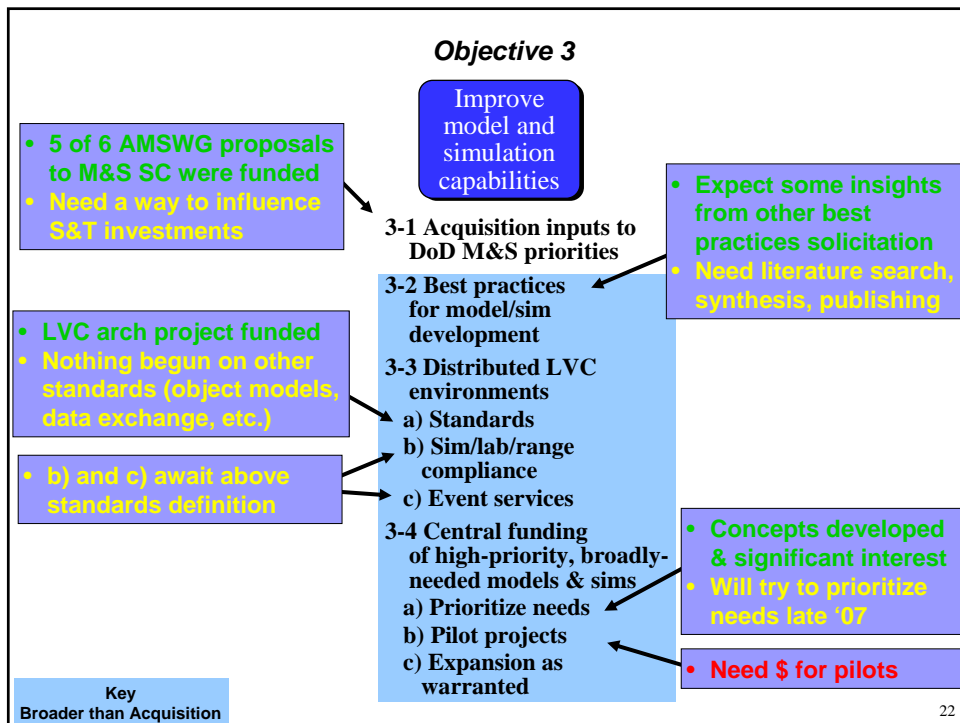 Objective 3
Improve
model and
simulation
capabilities
• 5 of 6 AMSWG proposals
to M&S SC were funded
• Need a way to influence
S&T investments
3-1 Acquisition inputs to
DoD M&S priorities
• Expect some insights
from other best
practices solicitation
• Need literature search,
synthesis, publishing
3-2 Best practices
for model/sim
development
• LVC arch project funded
• Nothing begun on other
standards (object models,
data exchange, etc.)
3-3 Distributed LVC
environments
a) Standards
b) Sim/lab/range
compliance
c) Event services
• b) and c) await above
standards definition
3-4 Central funding
of high-priority, broadly-
needed models & sims
a) Prioritize needs
b) Pilot projects
c) Expansion as
warranted
• Concepts developed
& significant interest
• Will try to prioritize
needs late ‘07
• Need $ for pilots
Key
Broader than Acquisition
22